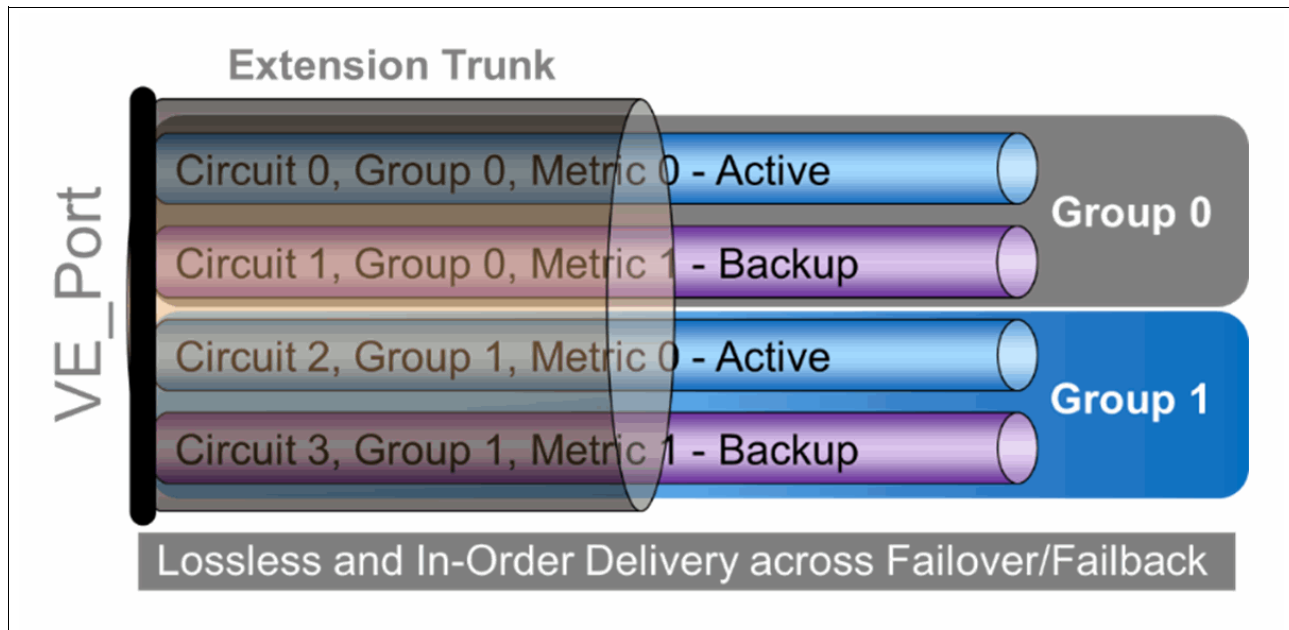 Extension Trunk
VE_Port
Circuit 0, Group 0, Metric 0 - Active
Circuit 1, Group 0, Metric 1 - Backup
Group 0
Circuit 2, Group 1, Metric 0 - Active
Circuit 3, Group 1, Metric 1 - Backup
Group 1
Lossless and In-Order Delivery across Failover/Failback